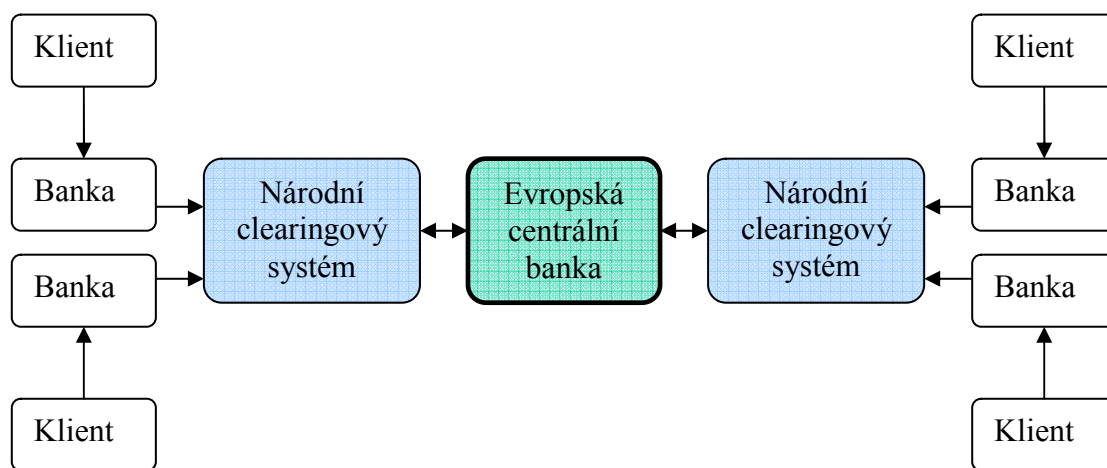 Klient
Klient
Banka
Národní
clearingový
systém
Evropská
centrální
banka
Národní
clearingový
systém
Banka
Banka
Banka
Klient
Klient